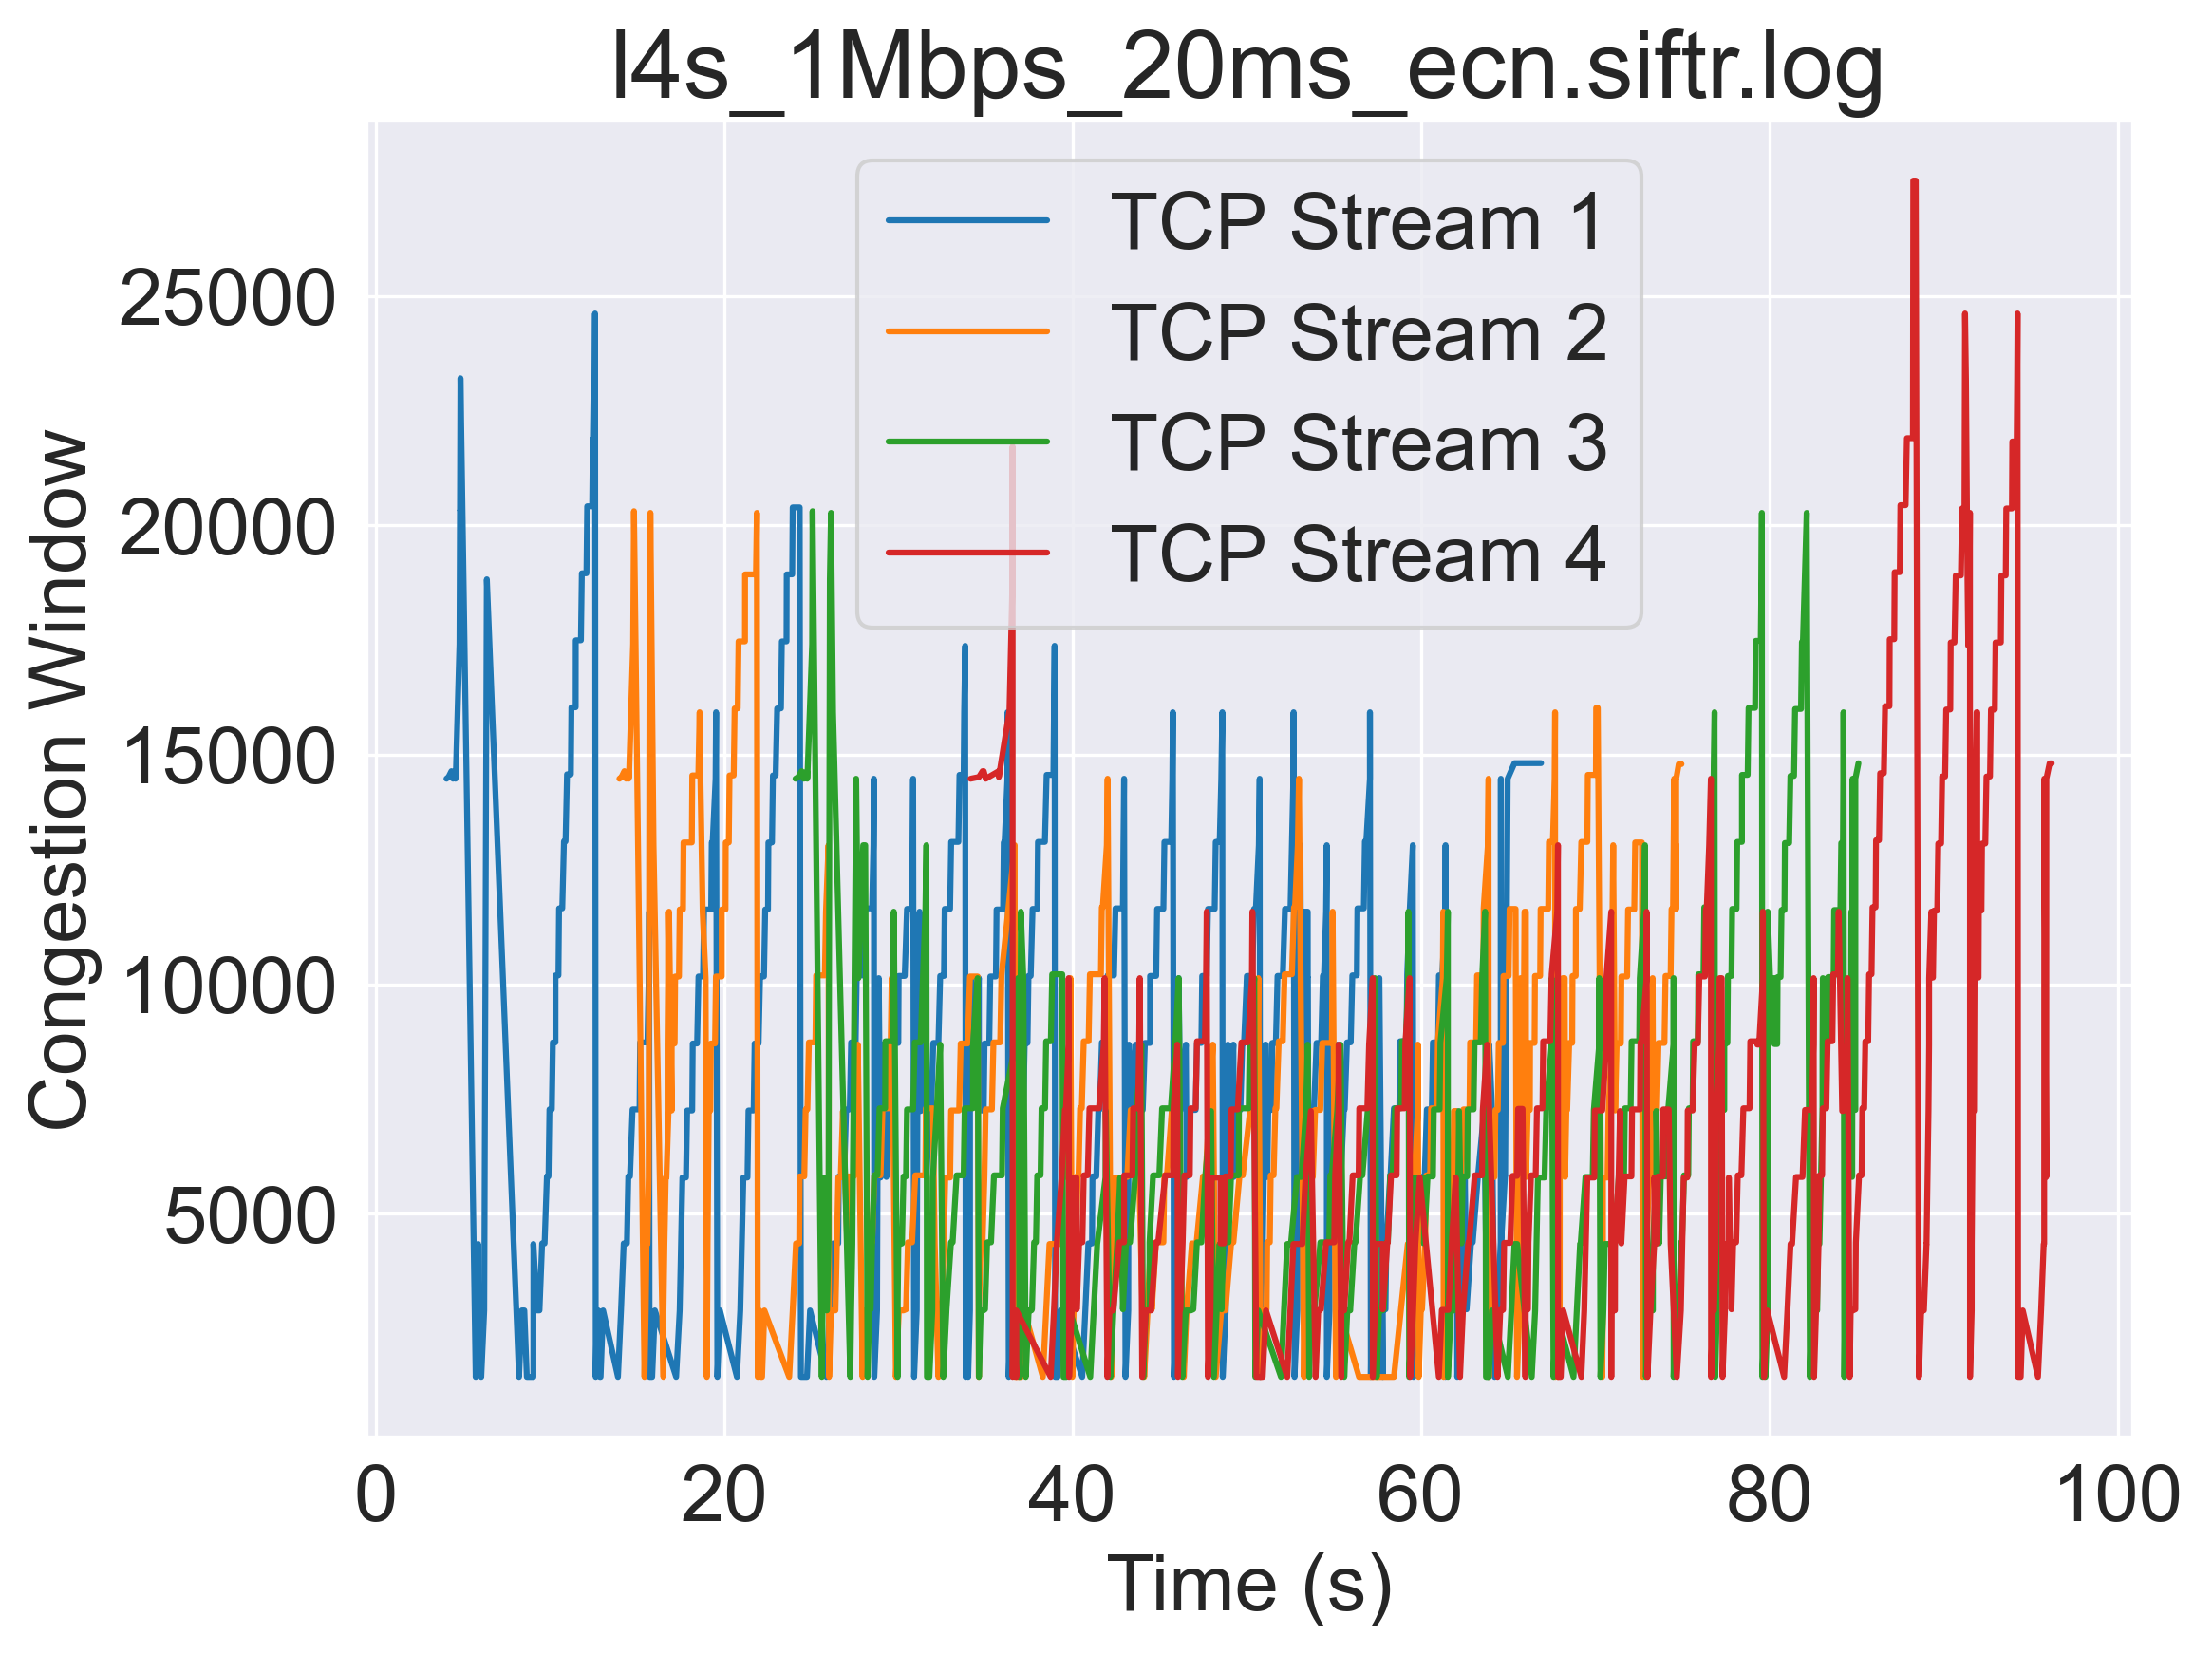 l4s_1Mbps_20ms_ecn.siftr.log
TCP Stream 1
TCP Stream 2
TCP Stream 3
TCP Stream 4
Congestion Window
25000
20000
15000
10000
5000
0 20 40 60 80 100
Time (s)